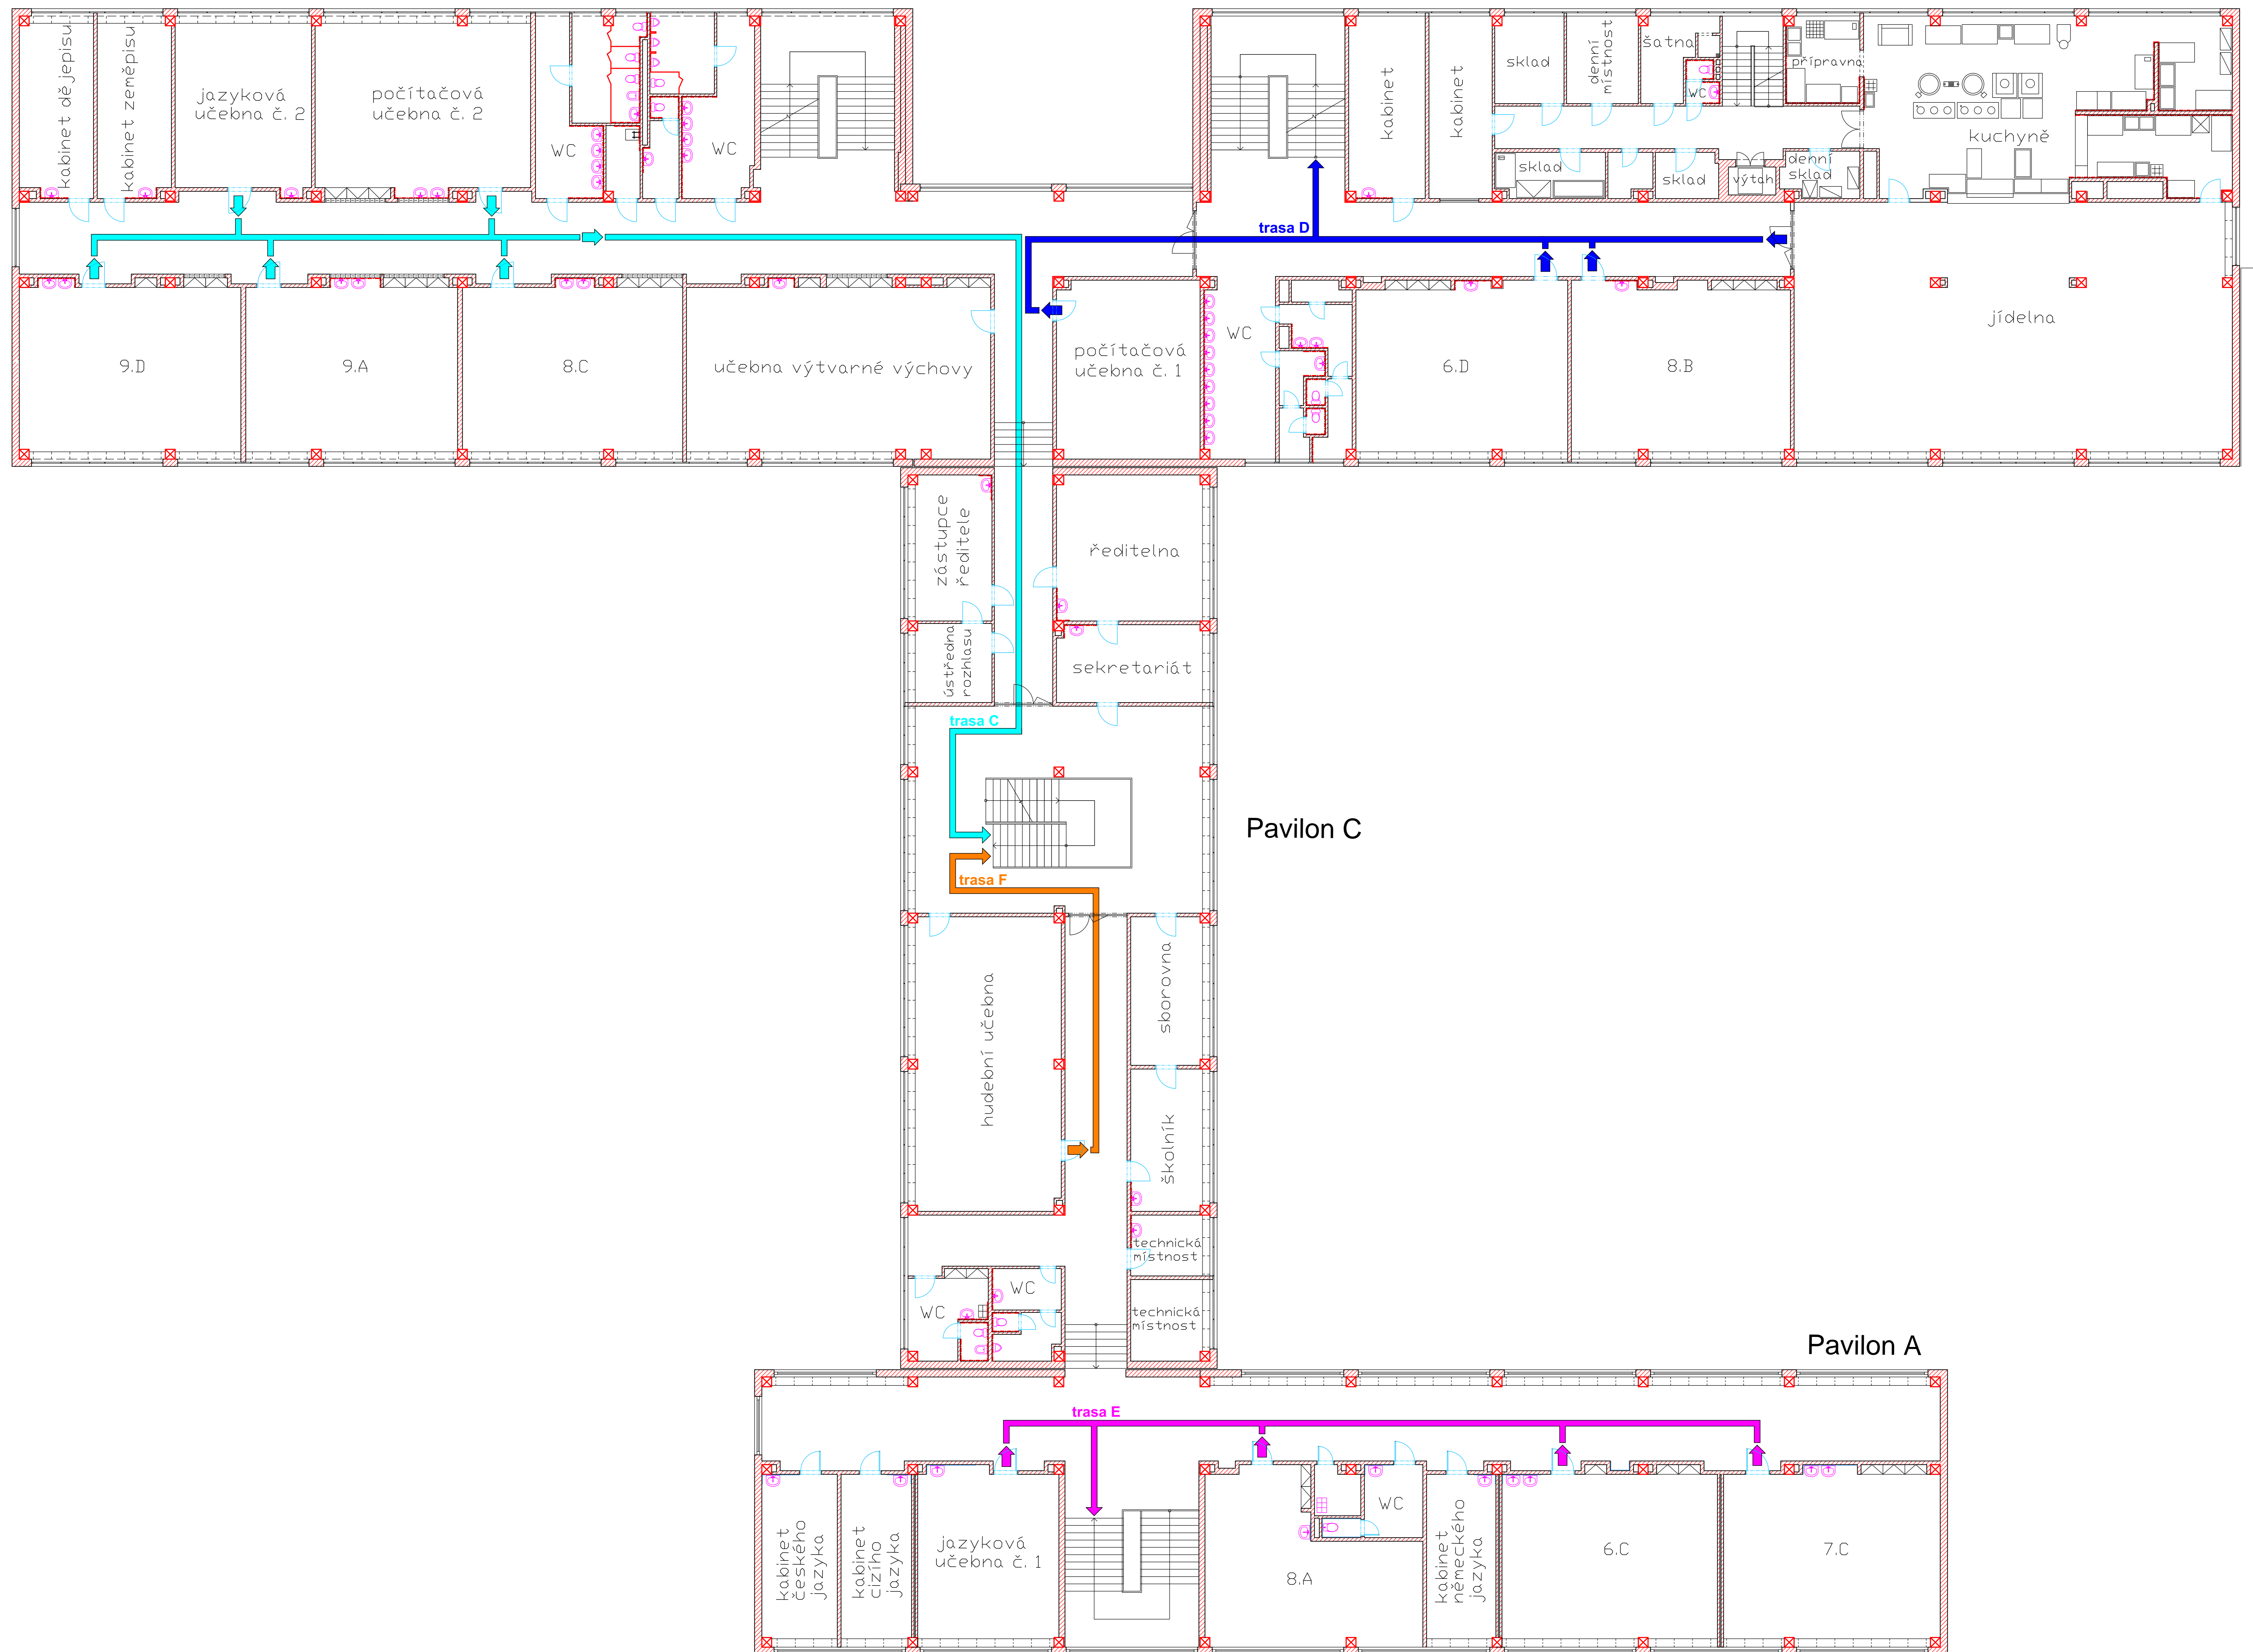 kabinet dějepisu
kabinet zeměpisu
jazyková
učebna č. 2
počítačová
učebna č. 2
WC
WC
kabinet
kabinet
sklad
denní
místnost
šatna
WC
přípravna
kuchyně
sklad
sklad
výtah
denní
sklad
trasa D
9.D
9.A
8.C
učebna výtvarné výchovy
počítačová
učebna č. 1
WC
6.D
8.B
jídelna
zástupce
ředitele
ředitelna
ústředna
rozhlasu
sekretariát
trasa C
Pavilon C
trasa F
hudební učebna
sborovna
školník
technická
místnost
WC
WC
technická
místnost
Pavilon A
trasa E
kabinet
českého
jazyka
kabinet
cizího
jazyka
jazyková
učebna č. 1
8.A
WC
kabinet
německého
jazyka
6.C
7.C